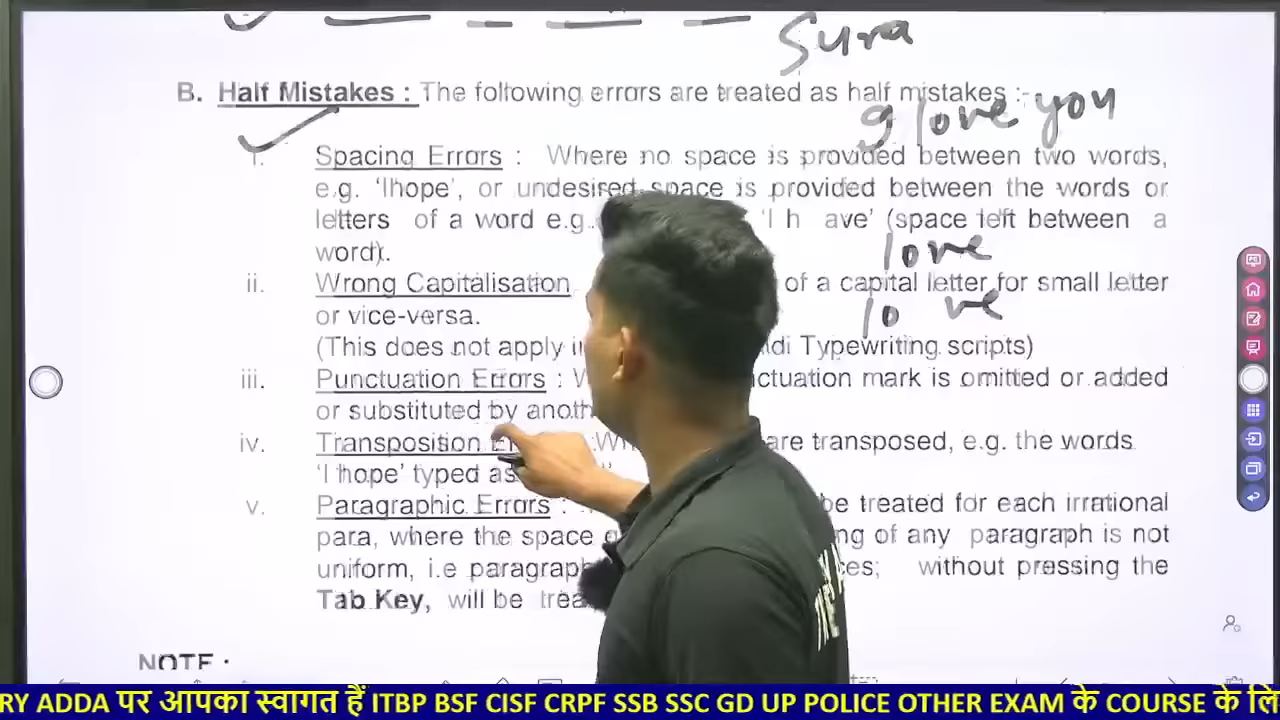 Sura
B. Half Mistakes : The following errors are treated as half mistakes :-
I love you
i. Spacing Errors : Where no space is provided between two words,
e.g. 'Ihope', or undesired space is provided between the words or
letters of a word e.g. 'I h ave' (space left between a
word).
love
ii. Wrong Capitalisation of a capital letter for small letter
lo ve
or vice-versa.
(This does not apply Typewriting scripts)
iii. Punctuation Errors : mark is omitted or added
or substituted by
iv. Transposition are transposed, e.g. the words
'I hope' typed as
v. Paragraphic Errors : be treated for each irrational
para, where the space of any paragraph is not
uniform, i.e without pressing the
Tab Key, will be
NOTE :
RY ADDA पर आपका स्वागत हैं ITBP BSF CISF CRPF SSB SSC GD UP POLICE OTHER EXAM के COURSE के